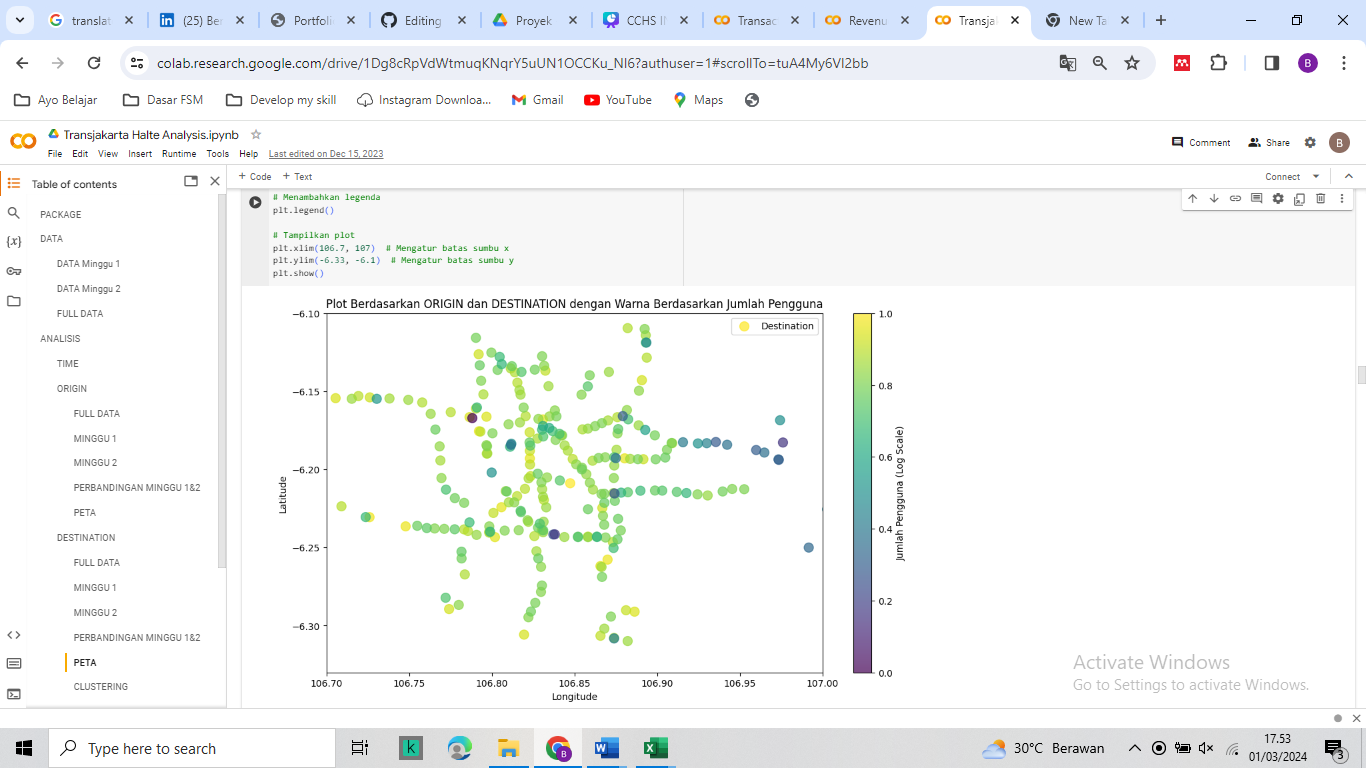 translat
(25) Ber
Portfoli
Editing
Proyek
CCHS II
Transac
Revenu
Transja
New Ta
colab.research.google.com/drive/1Dg8cRpVdWtmuqKNqrY5uUN1OCCKu_NI6?authuser=1#scrollTo=tuA4My6VI2bb
B
Ayo Belajar
Dasar FSM
Develop my skill
Instagram Downloa...
Gmail
YouTube
Maps
Transjakarta Halte Analysis.ipynb
File Edit View Insert Runtime Tools Help Last edited on Dec 15, 2023
Comment
Share
B
Table of contents
+ Code + Text
Connect
PACKAGE
DATA
DATA Minggu 1
DATA Minggu 2
FULL DATA
ANALISIS
TIME
ORIGIN
FULL DATA
MINGGU 1
MINGGU 2
PERBANDINGAN MINGGU 1&2
PETA
DESTINATION
FULL DATA
MINGGU 1
MINGGU 2
PERBANDINGAN MINGGU 1&2
PETA
CLUSTERING
# Menambahkan legenda
plt.legend()
# Tampilkan plot
plt.xlim(106.7, 107) # Mengatur batas sumbu x
plt.ylim(-6.33, -6.1) # Mengatur batas sumbu y
plt.show()
Plot Berdasarkan ORIGIN dan DESTINATION dengan Warna Berdasarkan Jumlah Pengguna
Destination
−6.10
−6.15
−6.20
−6.25
−6.30
Latitude
106.70 106.75 106.80 106.85 106.90 106.95 107.00
Longitude
1.0
0.8
0.6
0.4
0.2
0.0
Jumlah Pengguna (Log Scale)
Activate Windows
Go to Settings to activate Windows.
Type here to search
30°C Berawan
17.53
01/03/2024
3